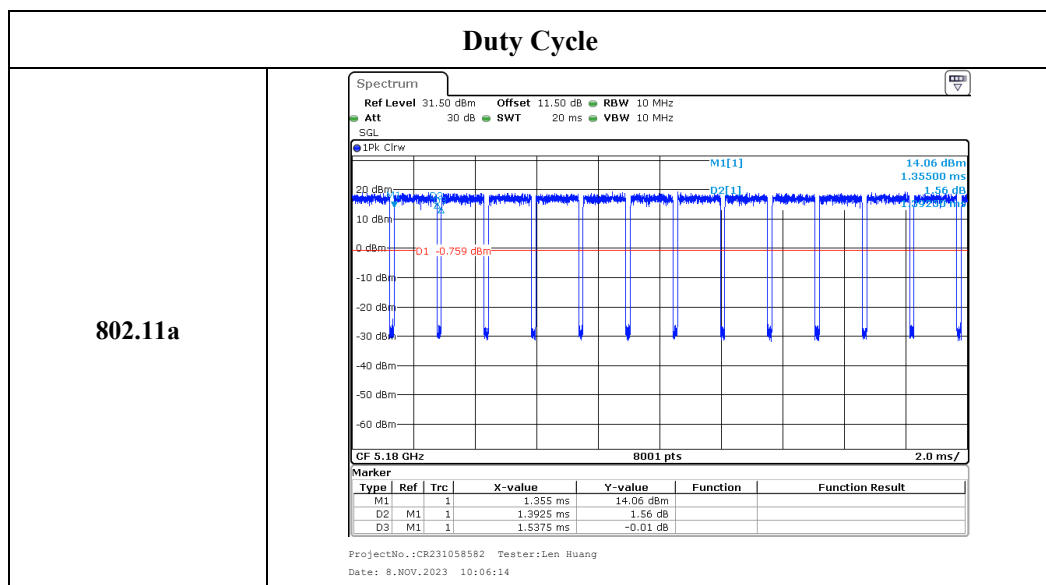 Duty Cycle
802.11a
Spectrum
Ref Level 31.50 dBm Offset 11.50 dB RBW 10 MHz
Att 30 dB SWT 20 ms VBW 10 MHz
SGL
1Pk Clrw
M1[1] 14.06 dBm
1.35500 ms
20 dBm D2[1] 1.56 dB
10 dBm
0 dBm
D1 -0.759 dBm
-10 dBm
-20 dBm
-30 dBm
-40 dBm
-50 dBm
-60 dBm
CF 5.18 GHz 8001 pts 2.0 ms/
Marker
Type Ref Trc X-value Y-value Function Function Result
M1 1 1.355 ms 14.06 dBm
D2 M1 1 1.3925 ms 1.56 dB
D3 M1 1 1.5375 ms -0.01 dB
ProjectNo.:CR231058582 Tester:Len Huang
Date: 8.NOV.2023 10:06:14